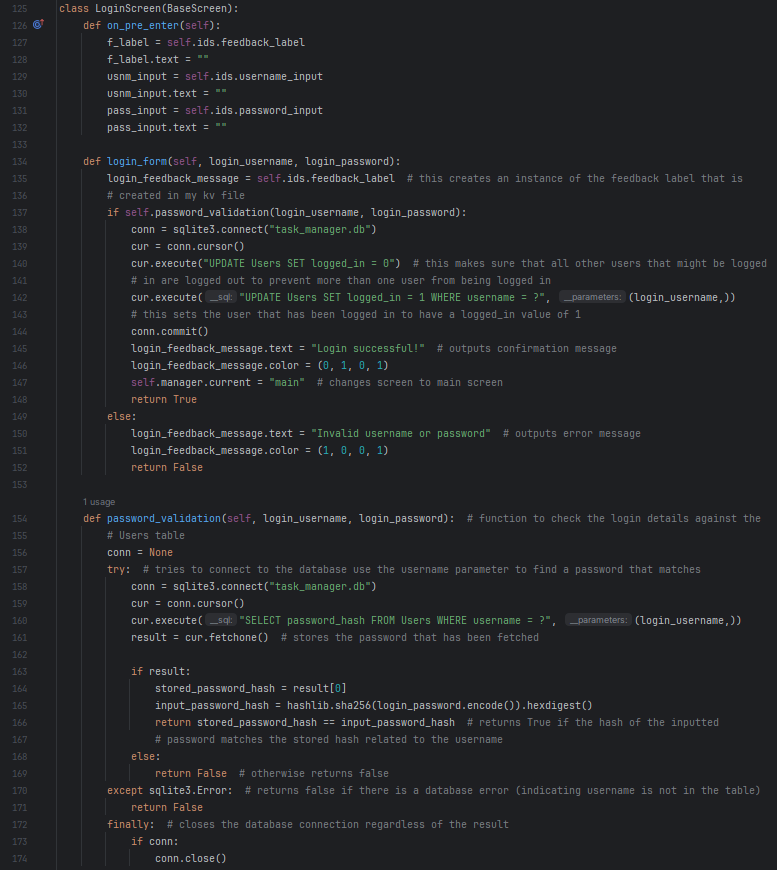 125 class LoginScreen(BaseScreen):
126     def on_pre_enter(self):
127         f_label = self.ids.feedback_label
128         f_label.text = ""
129         usnm_input = self.ids.username_input
130         usnm_input.text = ""
131         pass_input = self.ids.password_input
132         pass_input.text = ""
133
134     def login_form(self, login_username, login_password):
135         login_feedback_message = self.ids.feedback_label  # this creates an instance of the feedback label that is
136         # created in my kv file
137         if self.password_validation(login_username, login_password):
138             conn = sqlite3.connect("task_manager.db")
139             cur = conn.cursor()
140             cur.execute("UPDATE Users SET logged_in = 0")  # this makes sure that all other users that might be logged
141             # in are logged out to prevent more than one user from being logged in
142             cur.execute( __sql: "UPDATE Users SET logged_in = 1 WHERE username = ?",  __parameters: (login_username,))
143             # this sets the user that has been logged in to have a logged_in value of 1
144             conn.commit()
145             login_feedback_message.text = "Login successful!"  # outputs confirmation message
146             login_feedback_message.color = (0, 1, 0, 1)
147             self.manager.current = "main"  # changes screen to main screen
148             return True
149         else:
150             login_feedback_message.text = "Invalid username or password"  # outputs error message
151             login_feedback_message.color = (1, 0, 0, 1)
152             return False
153
1 usage
154     def password_validation(self, login_username, login_password):  # function to check the login details against the
155         # Users table
156         conn = None
157         try:  # tries to connect to the database use the username parameter to find a password that matches
158             conn = sqlite3.connect("task_manager.db")
159             cur = conn.cursor()
160             cur.execute( __sql: "SELECT password_hash FROM Users WHERE username = ?",  __parameters: (login_username,))
161             result = cur.fetchone()  # stores the password that has been fetched
162
163             if result:
164                 stored_password_hash = result[0]
165                 input_password_hash = hashlib.sha256(login_password.encode()).hexdigest()
166                 return stored_password_hash == input_password_hash  # returns True if the hash of the inputted
167                 # password matches the stored hash related to the username
168             else:
169                 return False  # otherwise returns false
170         except sqlite3.Error:  # returns false if there is a database error (indicating username is not in the table)
171             return False
172         finally:  # closes the database connection regardless of the result
173             if conn:
174                 conn.close()